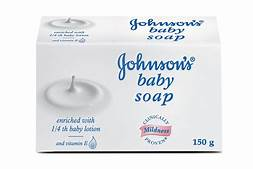 Johnson's
baby
soap
enriched with
1/4 th baby lotion
and vitamin E
CLINICALLY
Mildness
PROVEN*
150 g